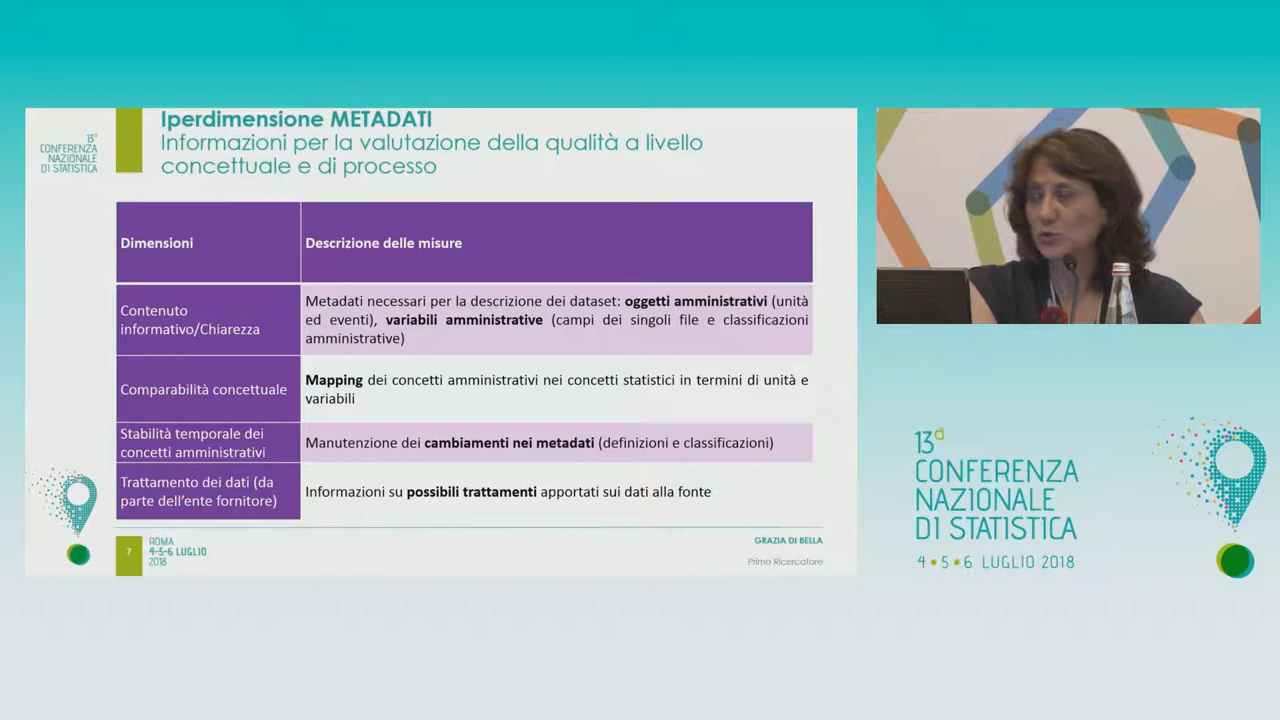 Iperdimensione METADATI
Informazioni per la valutazione della qualità a livello
concettuale e di processo
13a
CONFERENZA
NAZIONALE
DI STATISTICA
Dimensioni
Descrizione delle misure
Contenuto
informativo/Chiarezza
Metadati necessari per la descrizione dei dataset: oggetti amministrativi (unità
ed eventi), variabili amministrative (campi dei singoli file e classificazioni
amministrative)
Comparabilità concettuale
Mapping dei concetti amministrativi nei concetti statistici in termini di unità e
variabili
Stabilità temporale dei
concetti amministrativi
Manutenzione dei cambiamenti nei metadati (definizioni e classificazioni)
Trattamento dei dati (da
parte dell'ente fornitore)
Informazioni su possibili trattamenti apportati sui dati alla fonte
7
ROMA
4-5-6 LUGLIO
2018
GRAZIA DI BELLA
Primo Ricercatore
13a
CONFERENZA
NAZIONALE
DI STATISTICA
4•5•6 LUGLIO 2018